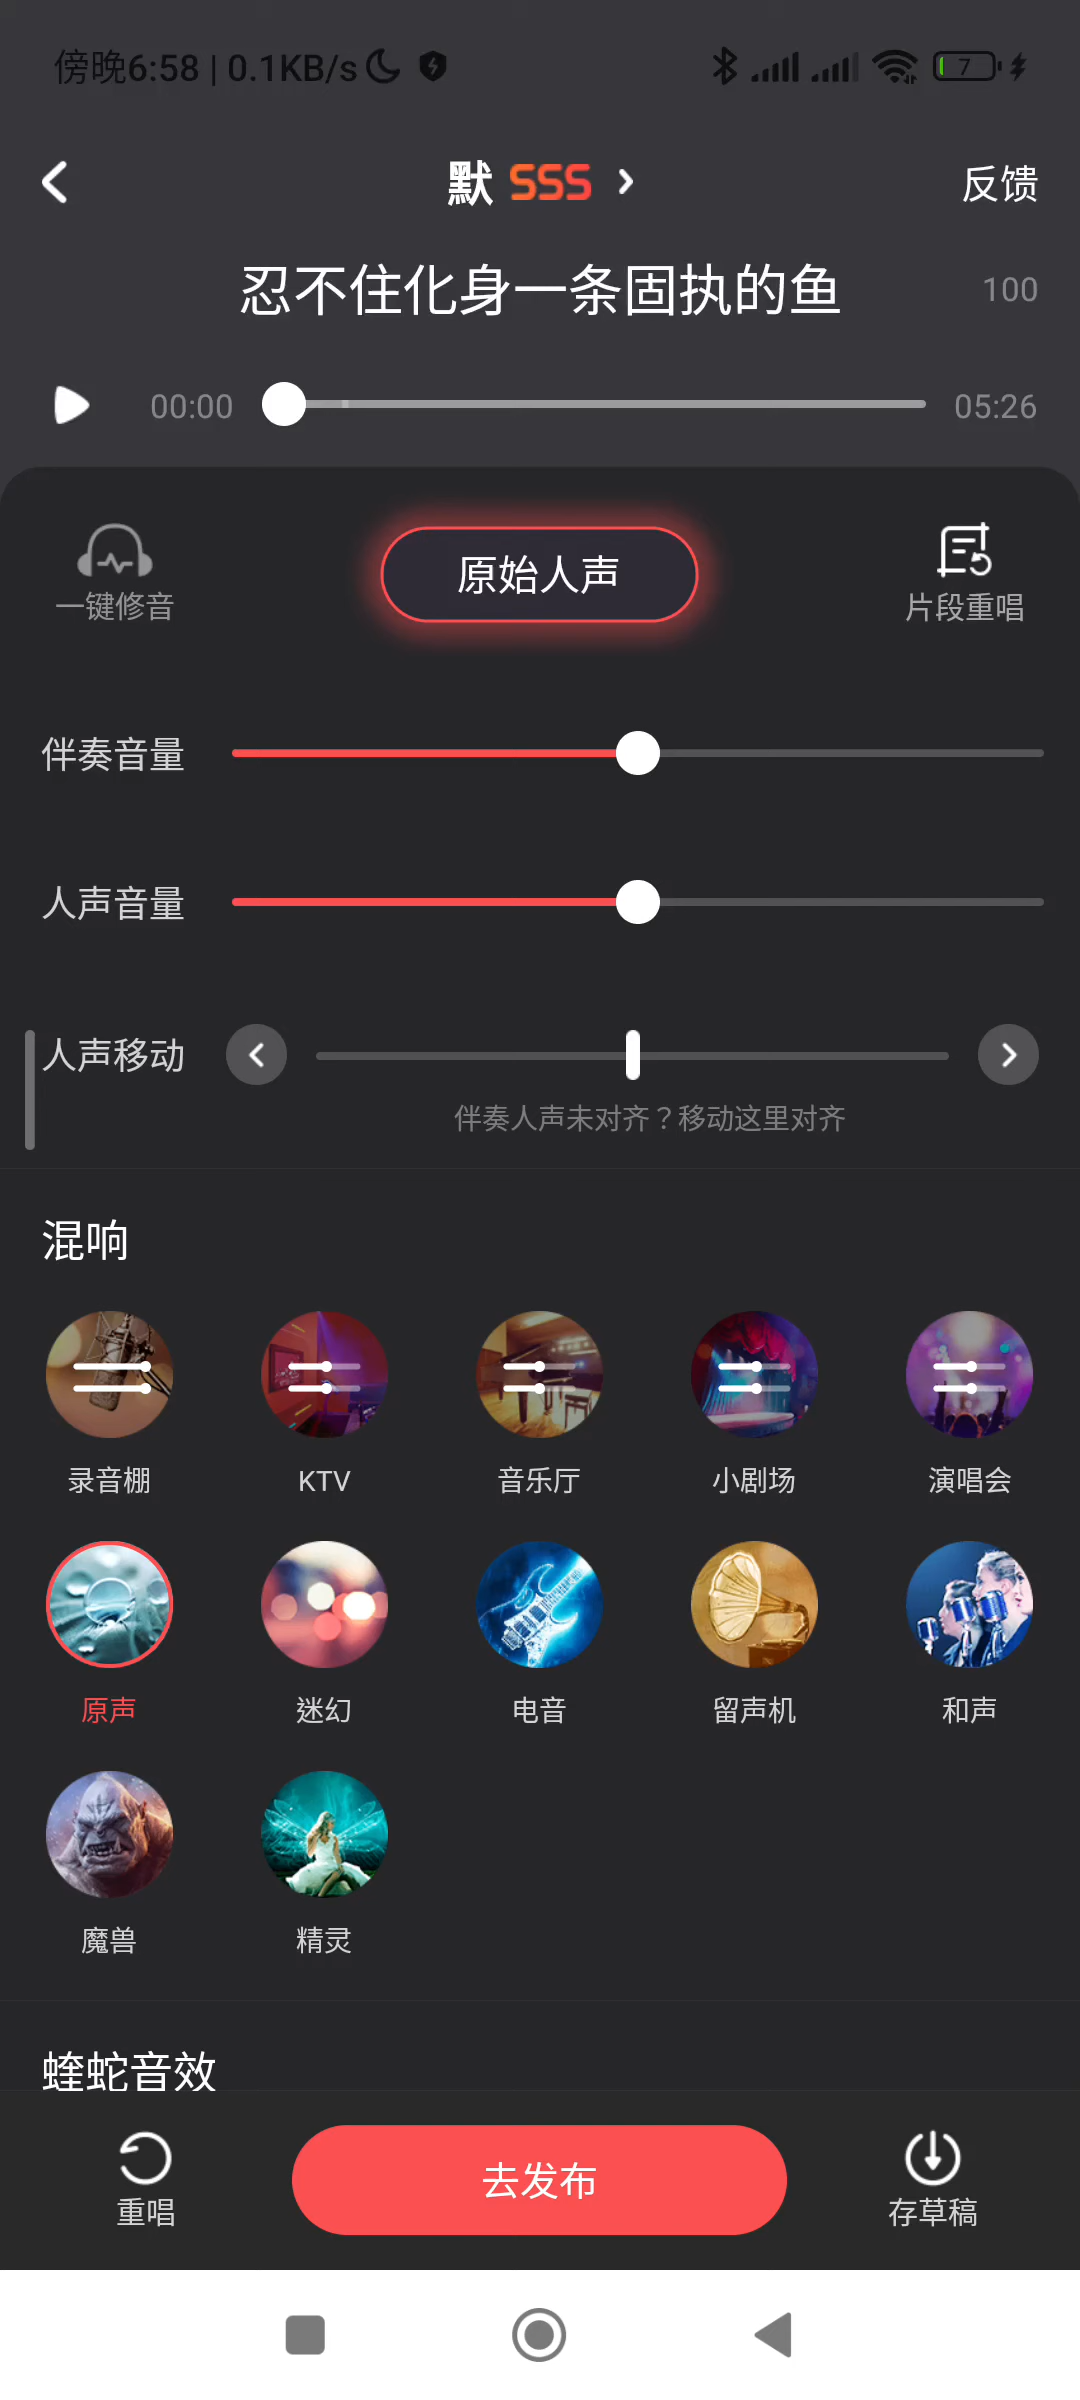 傍晚6:58 | 0.1KB/s
7
默 SSS
反馈
忍不住化身一条固执的鱼
100
00:00
05:26
一键修音
原始人声
片段重唱
伴奏音量
人声音量
人声移动
伴奏人声未对齐？移动这里对齐
混响
录音棚
KTV
音乐厅
小剧场
演唱会
原声
迷幻
电音
留声机
和声
魔兽
精灵
蝰蛇音效
重唱
去发布
存草稿